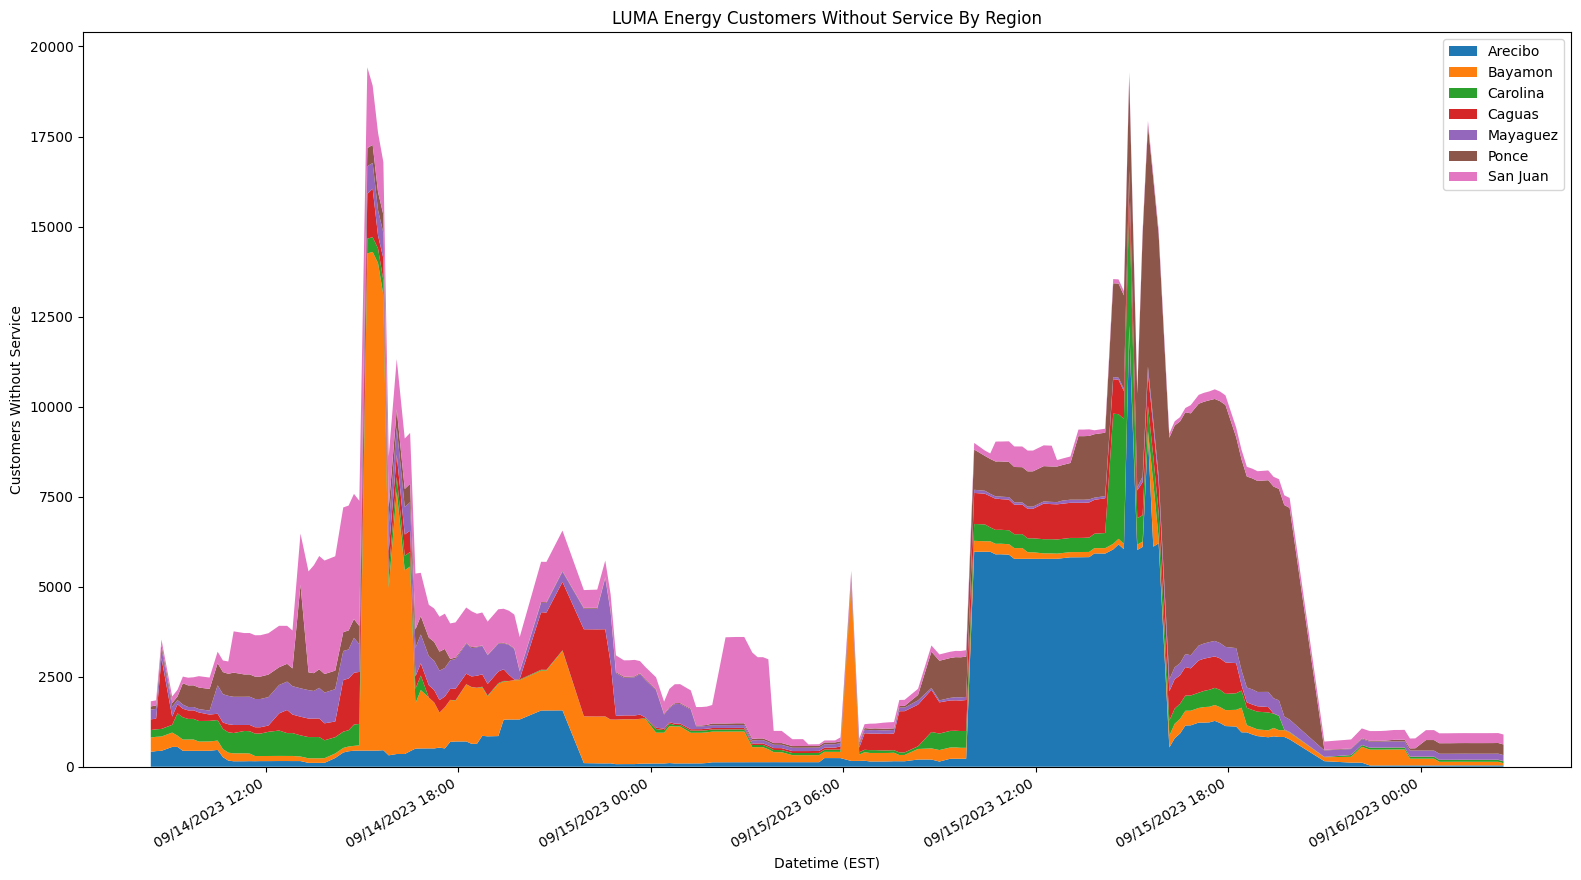 LUMA Energy Customers Without Service By Region
Customers Without Service
20000
17500
15000
12500
10000
7500
5000
2500
0
Arecibo
Bayamon
Carolina
Caguas
Mayaguez
Ponce
San Juan
09/14/2023 12:00
09/14/2023 18:00
09/15/2023 00:00
09/15/2023 06:00
09/15/2023 12:00
09/15/2023 18:00
09/16/2023 00:00
Datetime (EST)